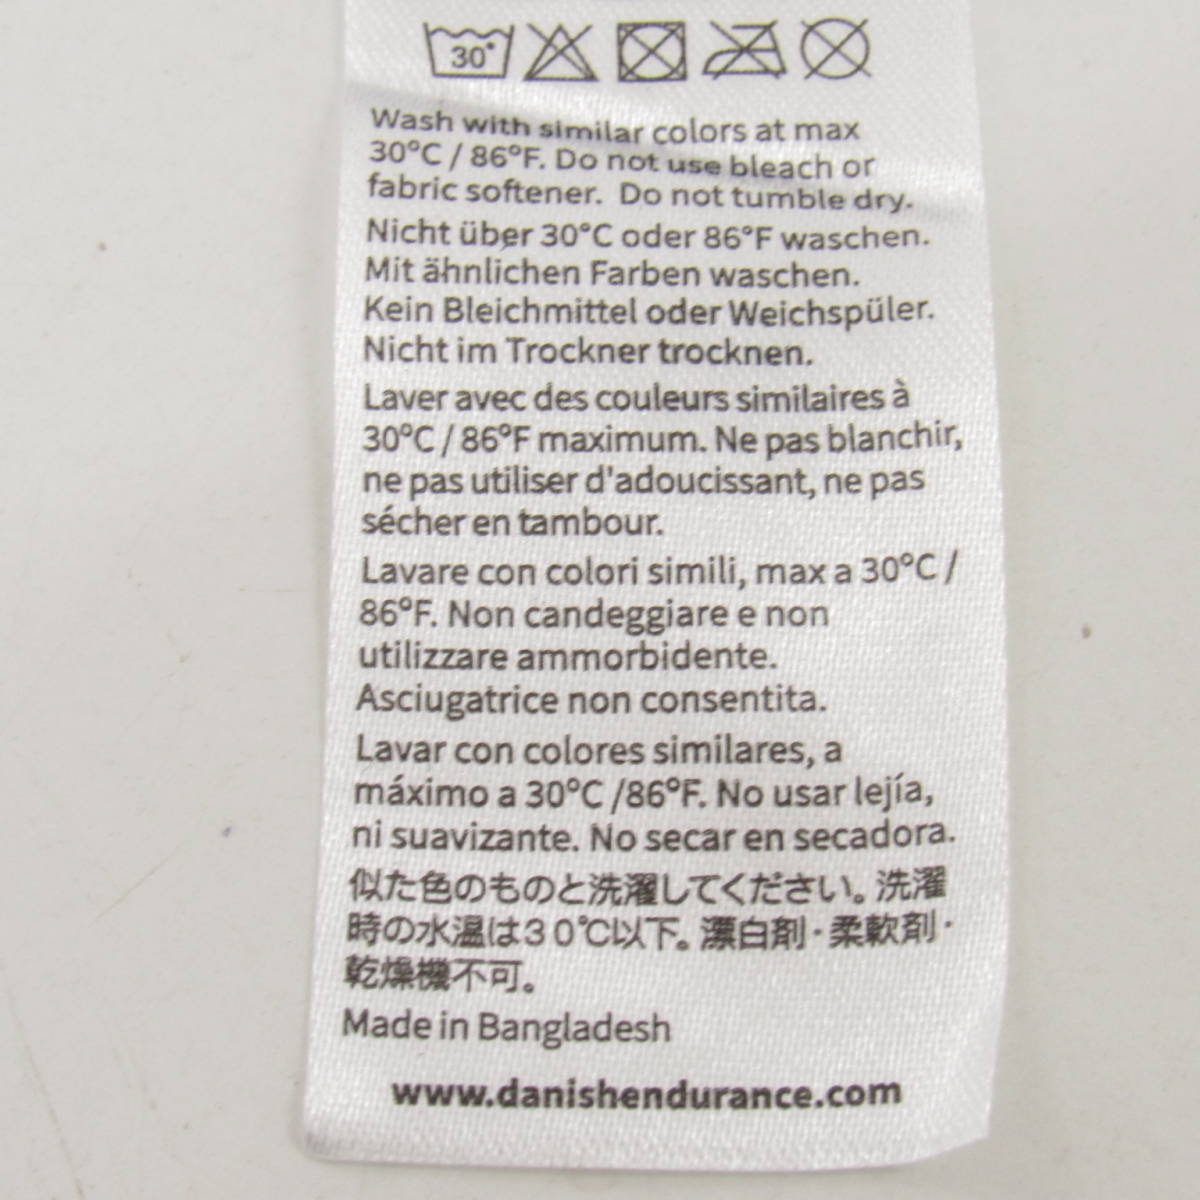 30°
Wash with similar colors at max
30°C / 86°F. Do not use bleach or
fabric softener. Do not tumble dry.
Nicht über 30°C oder 86°F waschen.
Mit ähnlichen Farben waschen.
Kein Bleichmittel oder Weichspüler.
Nicht im Trockner trocknen.
Laver avec des couleurs similaires à
30°C / 86°F maximum. Ne pas blanchir,
ne pas utiliser d'adoucissant, ne pas
sécher en tambour.
Lavare con colori simili, max a 30°C /
86°F. Non candeggiare e non
utilizzare ammorbidente.
Asciugatrice non consentita.
Lavar con colores similares, a
máximo a 30°C /86°F. No usar lejía,
ni suavizante. No secar en secadora.
似た色のものと洗濯してください。洗濯
時の水温は30℃以下。漂白剤・柔軟剤・
乾燥機不可。
Made in Bangladesh
www.danishendurance.com